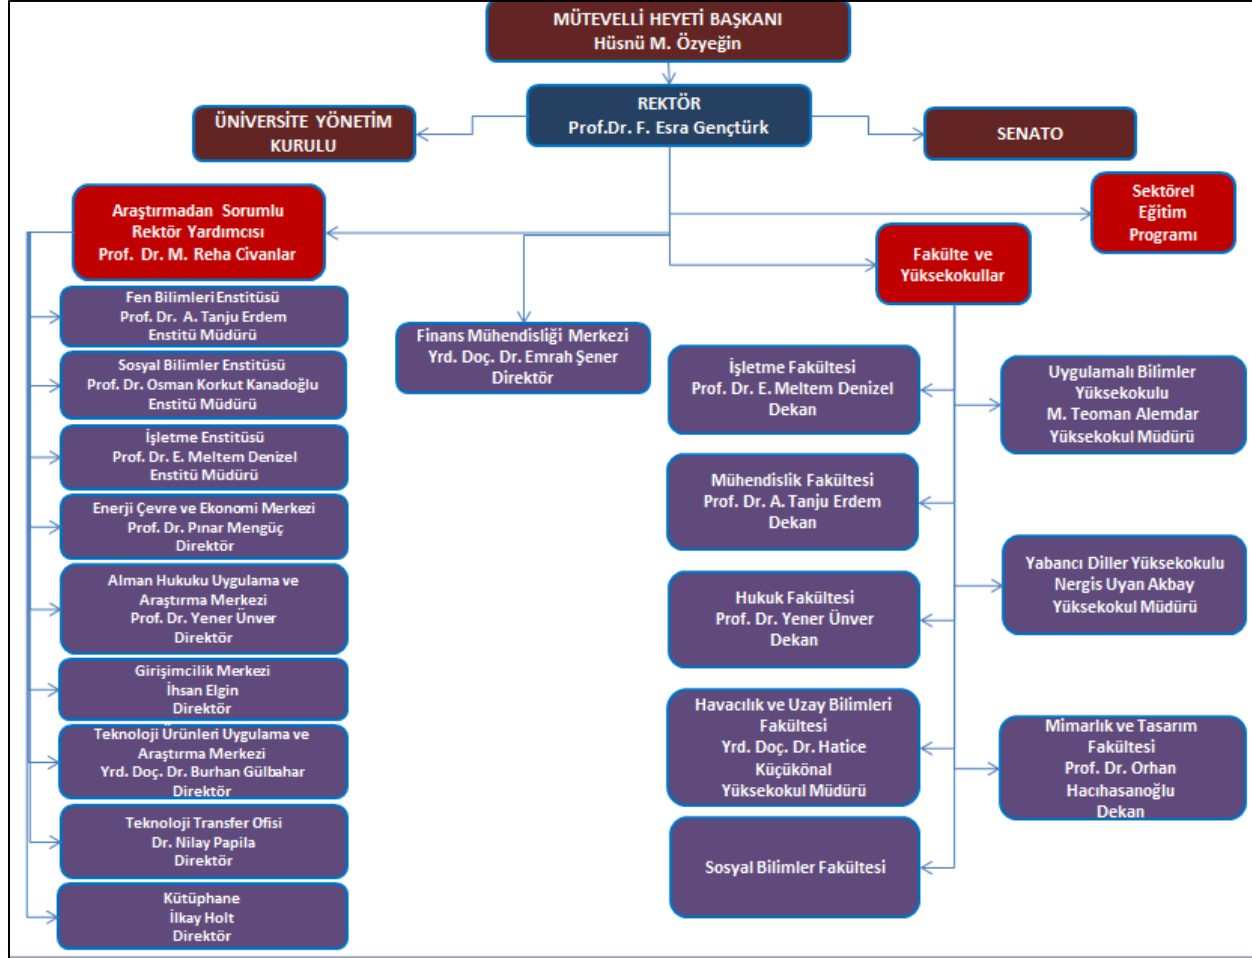 MÜTEVELLİ HEYETİ BAŞKANI
Hüsnü M. Özyeğin
REKTÖR
Prof.Dr. F. Esra Gençtürk
ÜNİVERSİTE YÖNETİM
KURULU
SENATO
Araştırmadan Sorumlu
Rektör Yardımcısı
Prof. Dr. M. Reha Civanlar
Sektörel
Eğitim
Programı
Fakülte ve
Yüksekokullar
Fen Bilimleri Enstitüsü
Prof. Dr. A. Tanju Erdem
Enstitü Müdürü
Sosyal Bilimler Enstitüsü
Prof. Dr. Osman Korkut Kanadoğlu
Enstitü Müdürü
İşletme Enstitüsü
Prof. Dr. E. Meltem Denizel
Enstitü Müdürü
Enerji Çevre ve Ekonomi Merkezi
Prof. Dr. Pınar Mengüç
Direktör
Alman Hukuku Uygulama ve
Araştırma Merkezi
Prof. Dr. Yener Ünver
Direktör
Girişimcilik Merkezi
İhsan Elgin
Direktör
Teknoloji Ürünleri Uygulama ve
Araştırma Merkezi
Yrd. Doç. Dr. Burhan Gülbahar
Direktör
Teknoloji Transfer Ofisi
Dr. Nilay Papila
Direktör
Kütüphane
İlkay Holt
Direktör
Finans Mühendisliği Merkezi
Yrd. Doç. Dr. Emrah Şener
Direktör
İşletme Fakültesi
Prof. Dr. E. Meltem Denizel
Dekan
Mühendislik Fakültesi
Prof. Dr. A. Tanju Erdem
Dekan
Hukuk Fakültesi
Prof. Dr. Yener Ünver
Dekan
Havacılık ve Uzay Bilimleri
Fakültesi
Yrd. Doç. Dr. Hatice
Küçükönal
Yüksekokul Müdürü
Sosyal Bilimler Fakültesi
Uygulamalı Bilimler
Yüksekokulu
M. Teoman Alemdar
Yüksekokul Müdürü
Yabancı Diller Yüksekokulu
Nergis Uyan Akbay
Yüksekokul Müdürü
Mimarlık ve Tasarım
Fakültesi
Prof. Dr. Orhan
Hacıhasanoğlu
Dekan